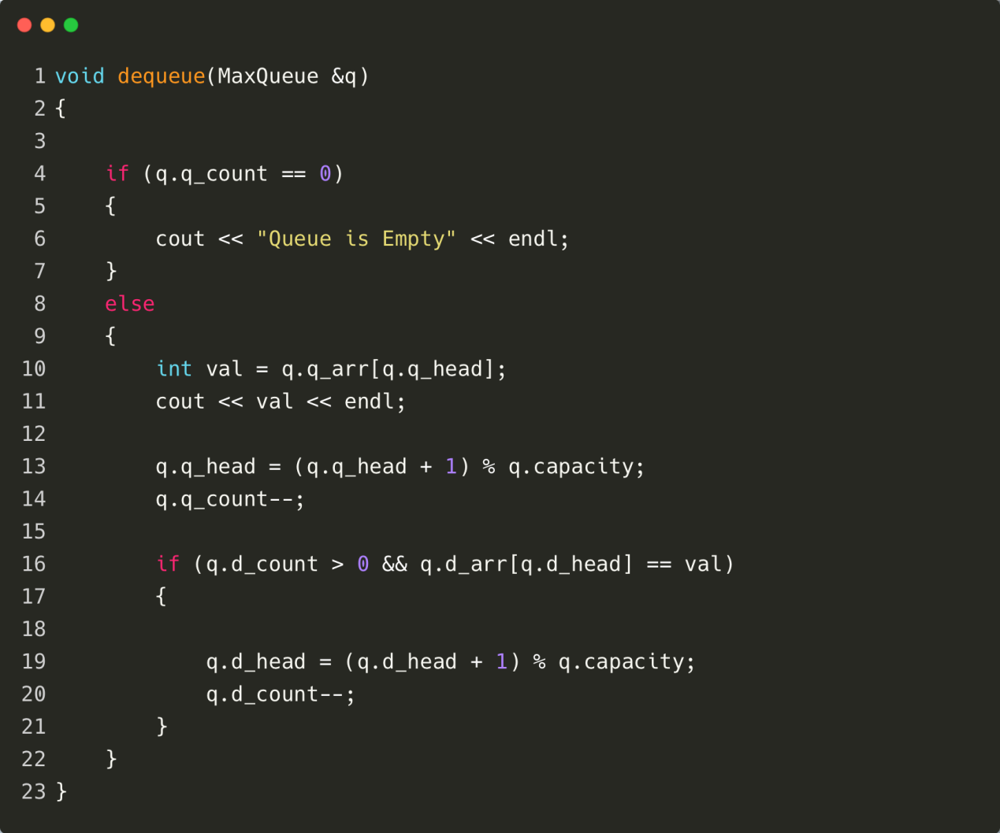 1 void dequeue(MaxQueue &q)
2 {
3
4     if (q.q_count == 0)
5     {
6         cout << "Queue is Empty" << endl;
7     }
8     else
9     {
10         int val = q.q_arr[q.q_head];
11         cout << val << endl;
12
13         q.q_head = (q.q_head + 1) % q.capacity;
14         q.q_count--;
15
16         if (q.d_count > 0 && q.d_arr[q.d_head] == val)
17         {
18
19             q.d_head = (q.d_head + 1) % q.capacity;
20             q.d_count--;
21         }
22     }
23 }